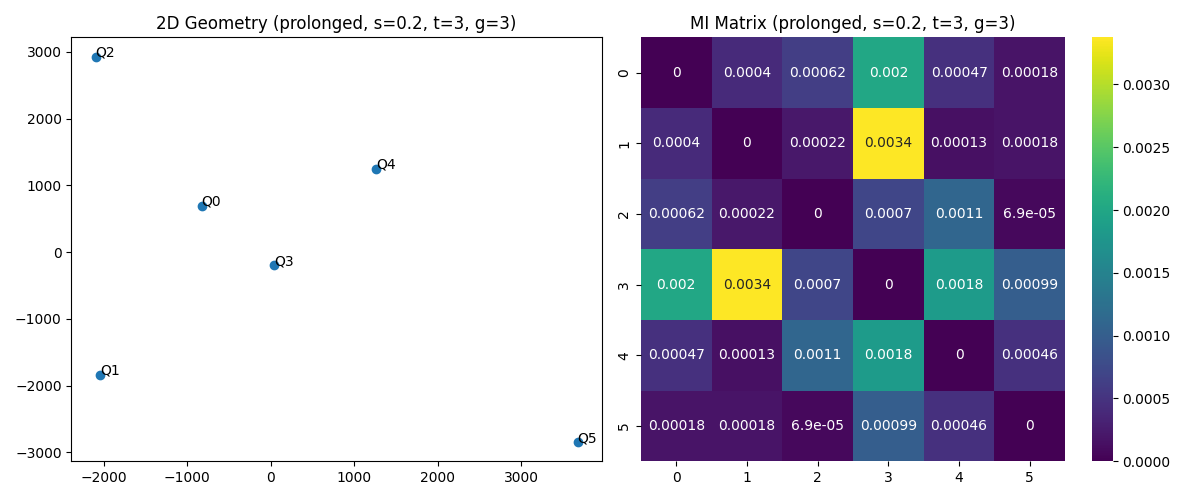 2D Geometry (prolonged, s=0.2, t=3, g=3)
3000
2000
1000
0
−1000
−2000
−3000
−2000 −1000 0 1000 2000 3000
Q2
Q4
Q0
Q3
Q1
Q5
MI Matrix (prolonged, s=0.2, t=3, g=3)
0 0 0.0004 0.00062 0.002 0.00047 0.00018
1 0.0004 0 0.00022 0.0034 0.00013 0.00018
2 0.00062 0.00022 0 0.0007 0.0011 6.9e-05
3 0.002 0.0034 0.0007 0 0.0018 0.00099
4 0.00047 0.00013 0.0011 0.0018 0 0.00046
5 0.00018 0.00018 6.9e-05 0.00099 0.00046 0
0 1 2 3 4 5
0.0030
0.0025
0.0020
0.0015
0.0010
0.0005
0.0000